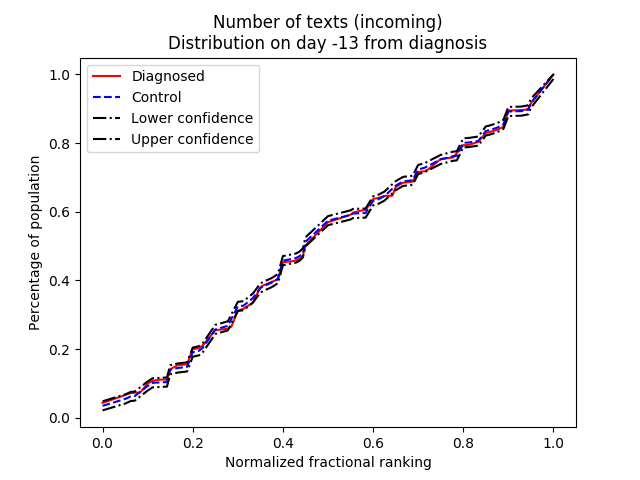 Number of texts (incoming)
Distribution on day -13 from diagnosis
Diagnosed
Control
Lower confidence
Upper confidence
Percentage of population
1.0
0.8
0.6
0.4
0.2
0.0
0.0 0.2 0.4 0.6 0.8 1.0
Normalized fractional ranking